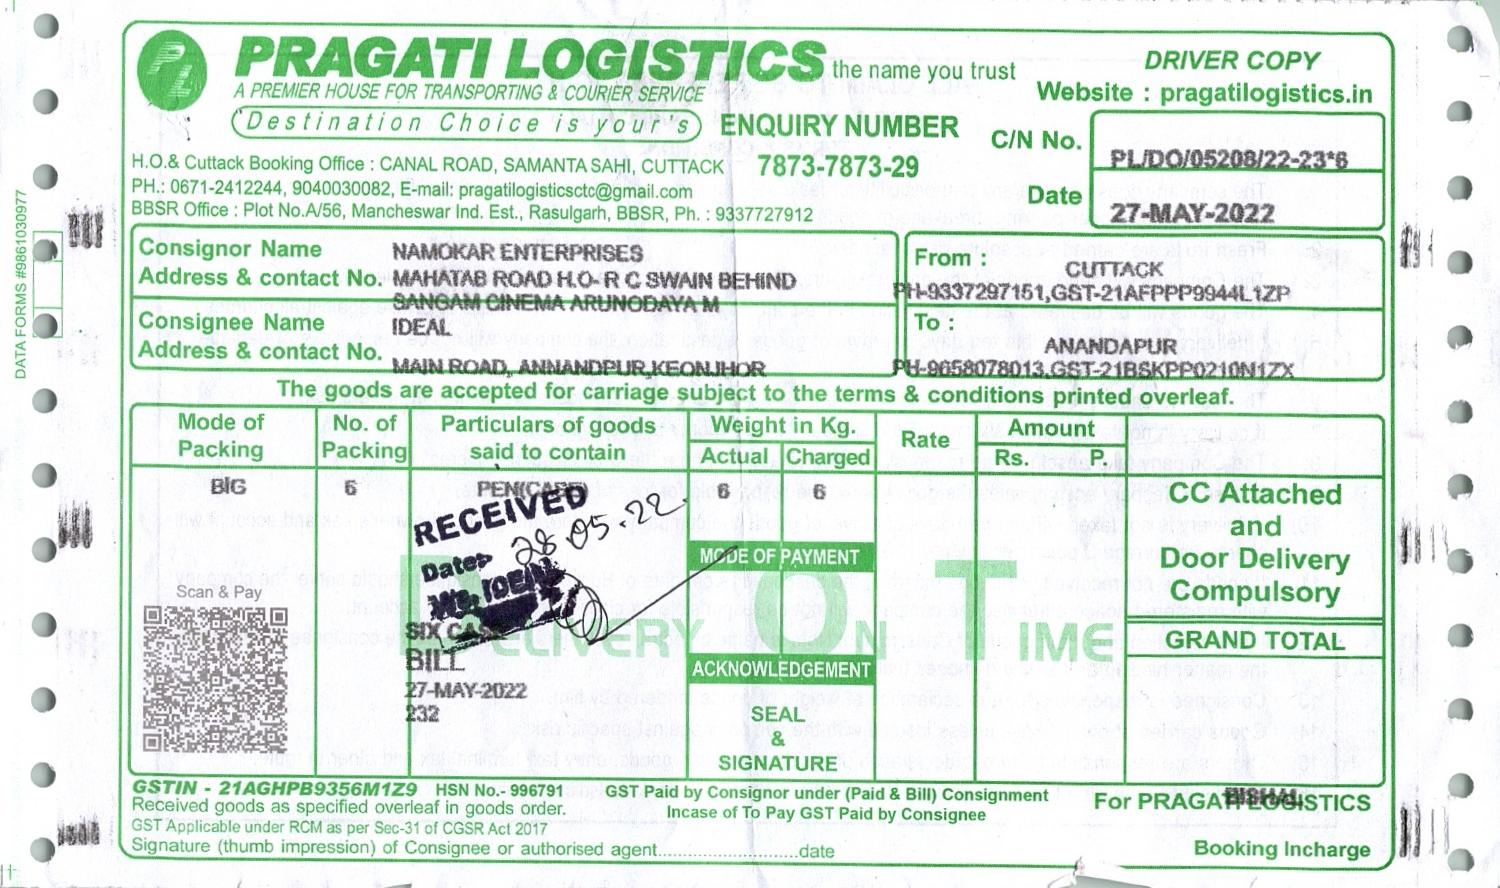 PL
PRAGATI LOGISTICS the name you trust
A PREMIER HOUSE FOR TRANSPORTING & COURIER SERVICE
Destination Choice is your's
ENQUIRY NUMBER
7873-7873-29
DRIVER COPY
Website : pragatilogistics.in
C/N No. PL/DO/05208/22-23*6
Date 27-MAY-2022
H.O.& Cuttack Booking Office : CANAL ROAD, SAMANTA SAHI, CUTTACK
PH.: 0671-2412244, 9040030082, E-mail: pragatilogisticsctc@gmail.com
BBSR Office : Plot No.A/56, Mancheswar Ind. Est., Rasulgarh, BBSR, Ph. : 9337727912
DATA FORMS #9861030977
Consignor Name NAMOKAR ENTERPRISES
Address & contact No. MAHATAB ROAD H.O- R C SWAIN BEHIND
SANGAM CINEMA ARUNODAYA M
Consignee Name IDEAL
Address & contact No. MAIN ROAD, ANNANDPUR,KEONJHOR
From : CUTTACK
PH-9337297151,GST-21AFPPP9944L1ZP
To : ANANDAPUR
PH-9658078013,GST-21BSKPP0210N1ZX
The goods are accepted for carriage subject to the terms & conditions printed overleaf.
Mode of Packing
No. of Packing
Particulars of goods said to contain
Weight in Kg.
Actual Charged
Rate
Amount
Rs. P.
BIG 6 PEN(CARE) 6 6
RECEIVED
Date 28 05.22
M/S IDEAL
SIX CASE
BILL
27-MAY-2022
232
Scan & Pay
DELIVERY ON TIME
MODE OF PAYMENT
ACKNOWLEDGEMENT
SEAL
&
SIGNATURE
CC Attached
and
Door Delivery
Compulsory
GRAND TOTAL
GSTIN - 21AGHPB9356M1Z9 HSN No.- 996791 GST Paid by Consignor under (Paid & Bill) Consignment
Incase of To Pay GST Paid by Consignee
Received goods as specified overleaf in goods order.
GST Applicable under RCM as per Sec-31 of CGSR Act 2017
Signature (thumb impression) of Consignee or authorised agent........................date
For PRAGATI LOGISTICS
Booking Incharge